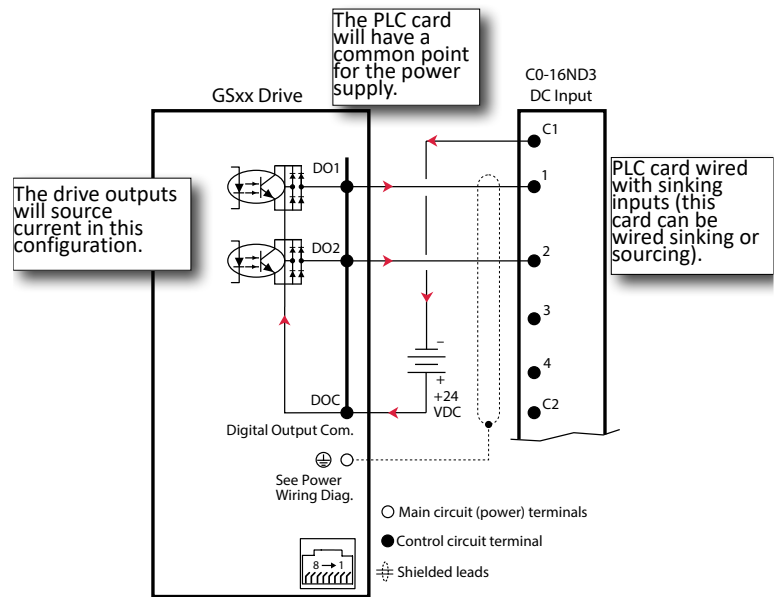 The PLC card
will have a
common point
for the power
supply.
C0-16ND3
DC Input
GSxx Drive
C1
DO1
1
PLC card wired
with sinking
inputs (this
card can be
wired sinking or
sourcing).
The drive outputs
will source
current in this
configuration.
DO2
2
3
–
4
+
+24
VDC
DOC
C2
Digital Output Com.
See Power
Wiring Diag.
Main circuit (power) terminals
Control circuit terminal
8→1
Shielded leads